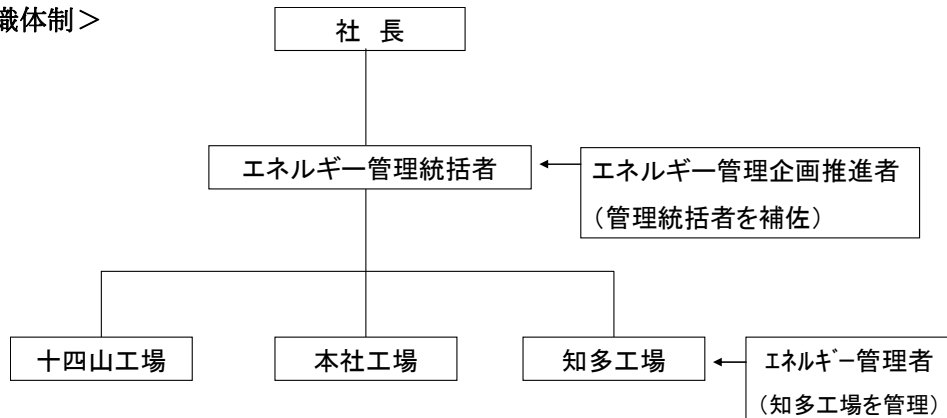 織体制＞
社 長
エネルギー管理統括者
エネルギー管理企画推進者
（管理統括者を補佐）
十四山工場
本社工場
知多工場
ｴﾈﾙｷﾞｰ管理者
（知多工場を管理）